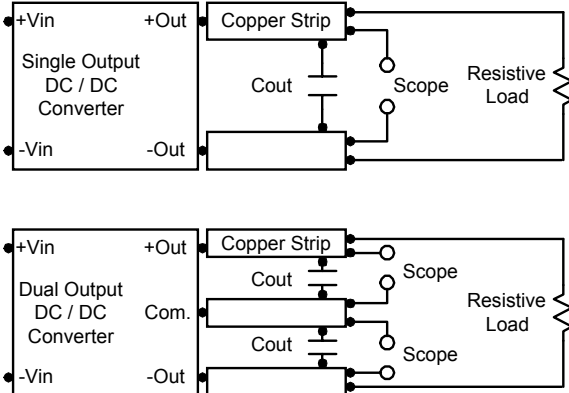 +Vin +Out Copper Strip
Single Output
DC / DC
Converter
Cout
Scope
Resistive
Load
-Vin -Out
+Vin +Out Copper Strip
Cout
Scope
Dual Output
DC / DC
Converter
Com.
Resistive
Load
Cout
Scope
-Vin -Out